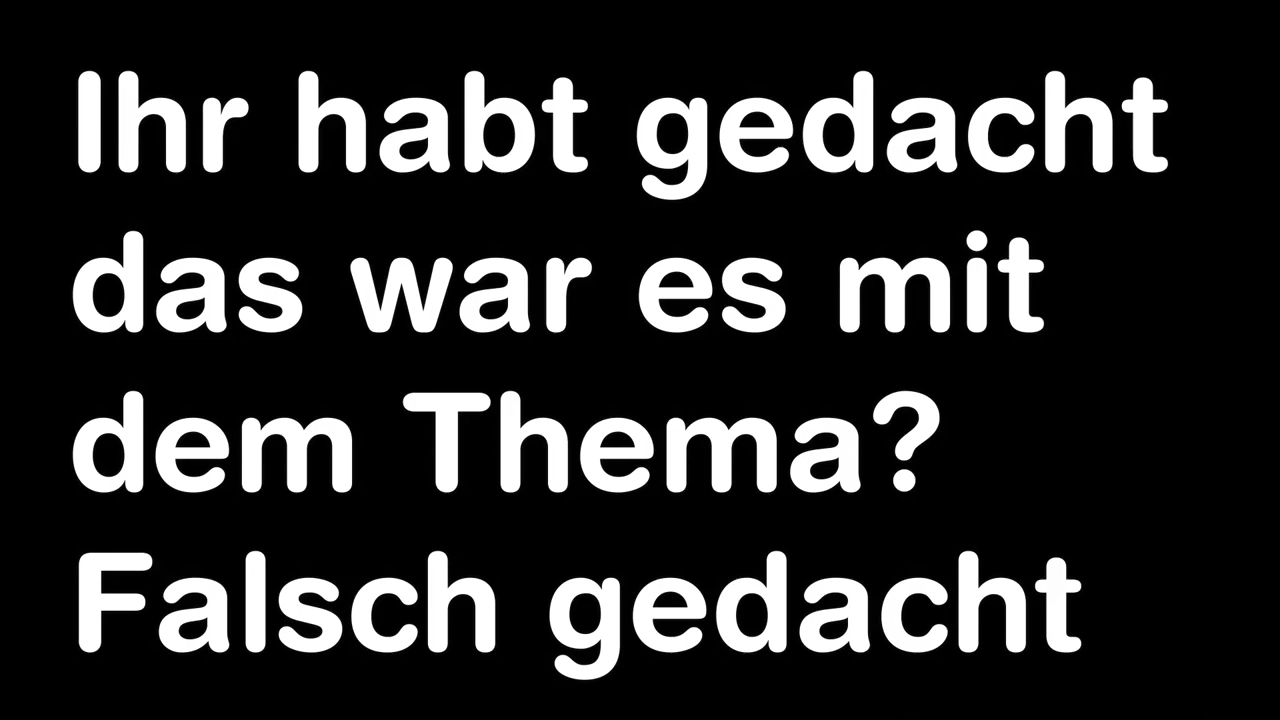 Ihr habt gedacht
das war es mit
dem Thema?
Falsch gedacht